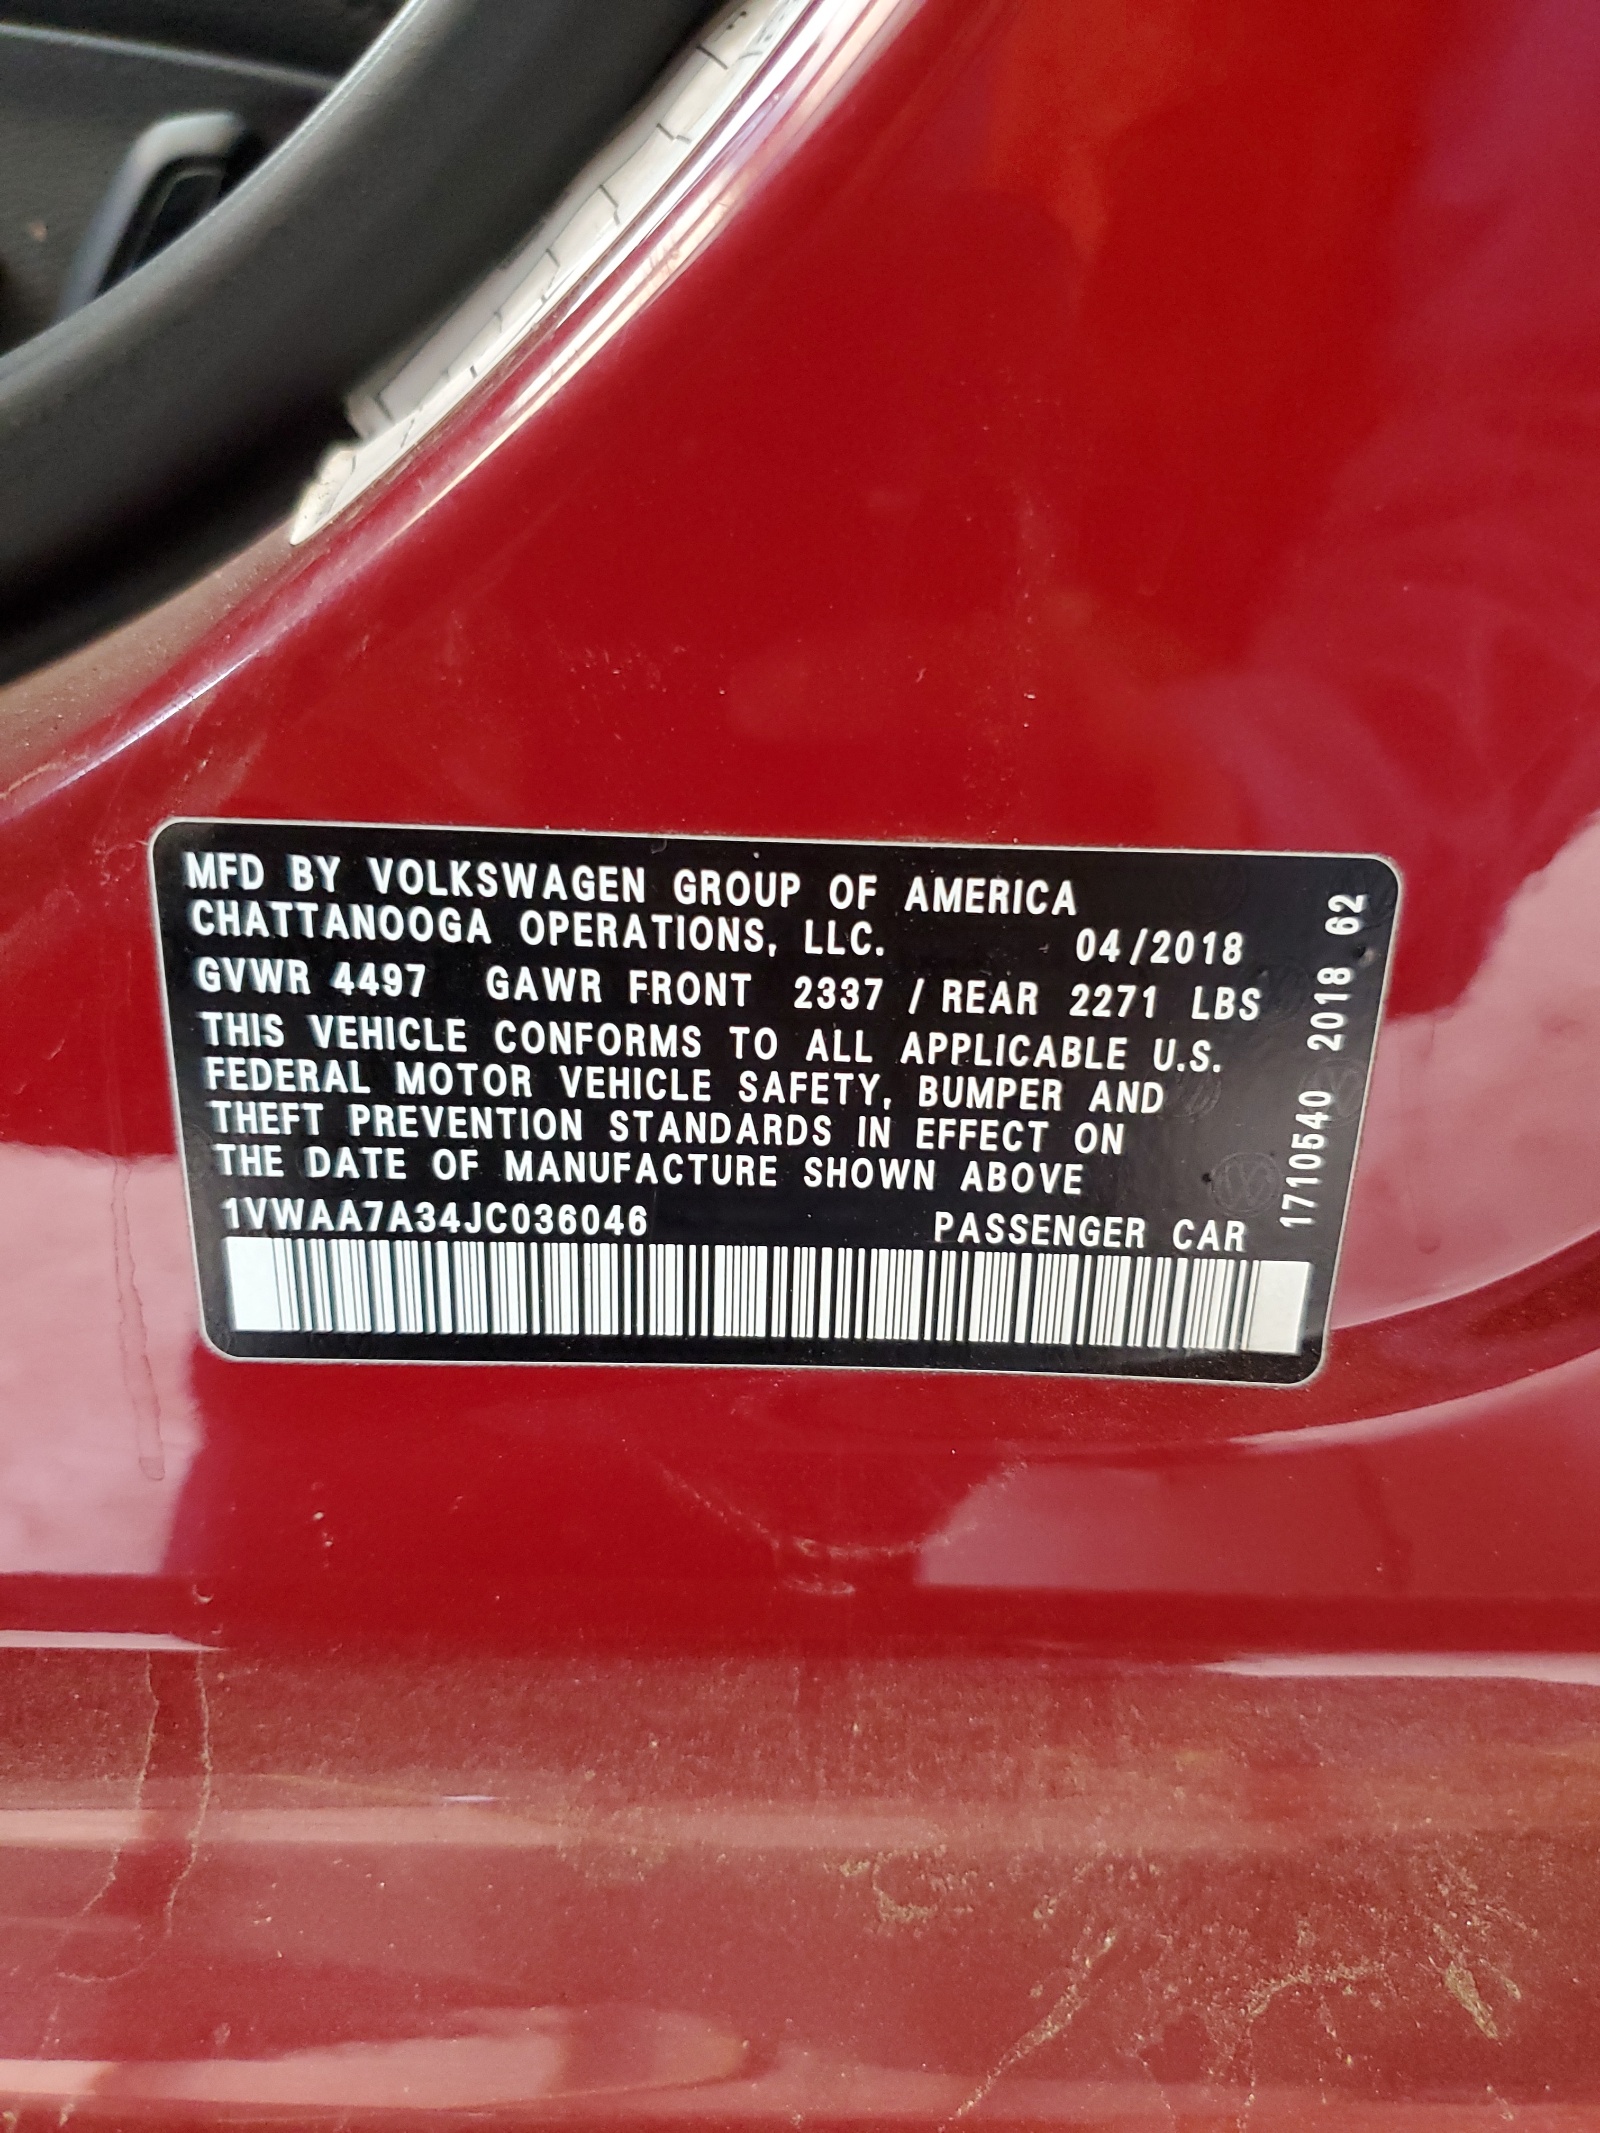 MFD BY VOLKSWAGEN GROUP OF AMERICA
CHATTANOOGA OPERATIONS, LLC. 04/2018
GVWR 4497 GAWR FRONT 2337 / REAR 2271 LBS
THIS VEHICLE CONFORMS TO ALL APPLICABLE U.S.
FEDERAL MOTOR VEHICLE SAFETY, BUMPER AND
THEFT PREVENTION STANDARDS IN EFFECT ON
THE DATE OF MANUFACTURE SHOWN ABOVE
1VWAA7A34JC036046 PASSENGER CAR
1710540 2018 62